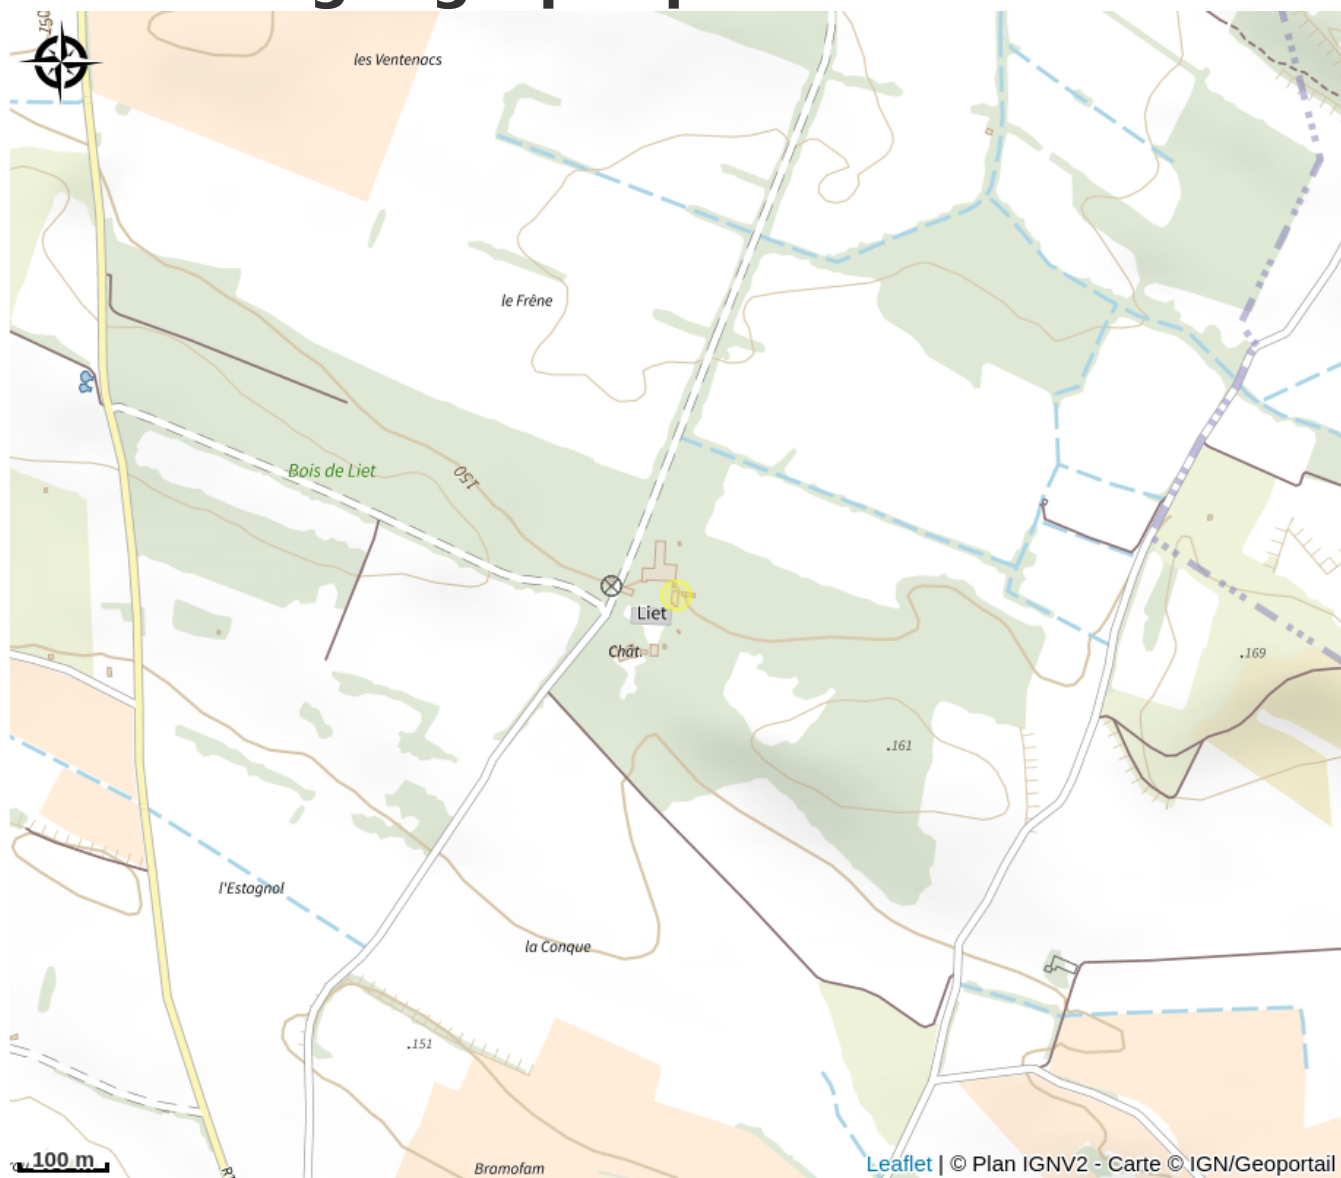 150
les Ventenacs
le Frêne
Bois de Liet
150
Liet
Chât.
.169
.161
l'Estagnol
la Conque
.151
100 m
Bramofam
Leaflet | © Plan IGNV2 - Carte © IGN/Geoportail